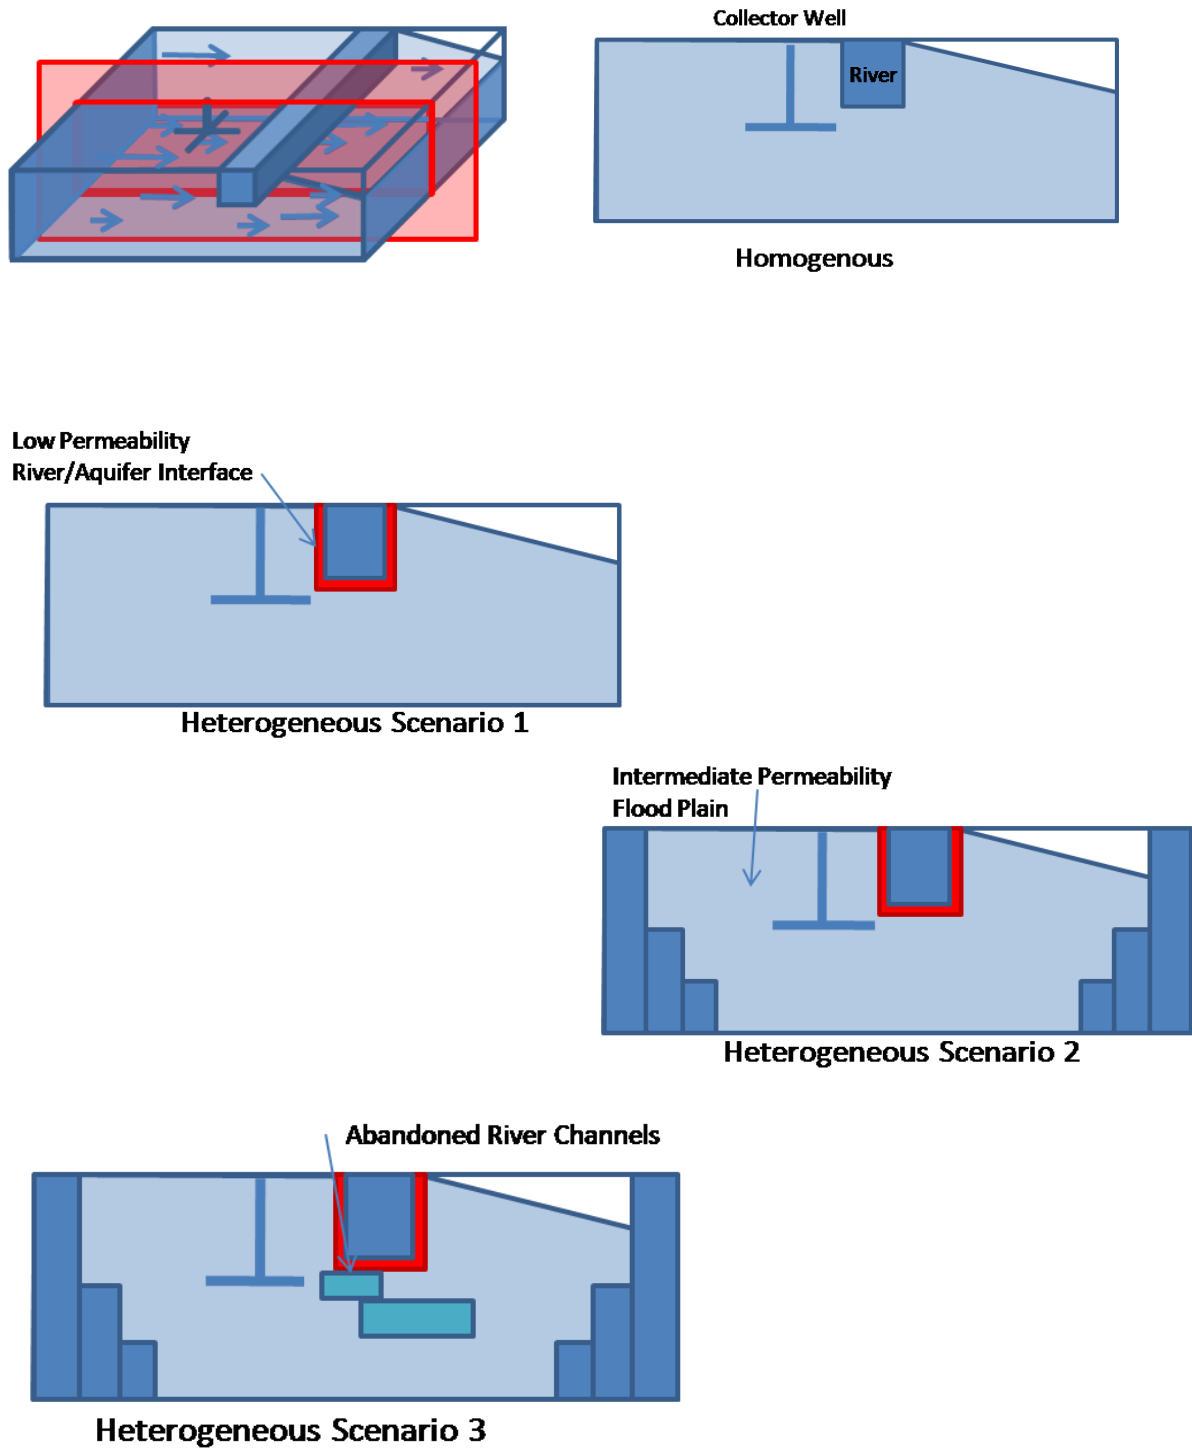 Collector Well
River
Homogenous
Low Permeability
River/Aquifer Interface
Heterogeneous Scenario 1
Intermediate Permeability
Flood Plain
Heterogeneous Scenario 2
Abandoned River Channels
Heterogeneous Scenario 3